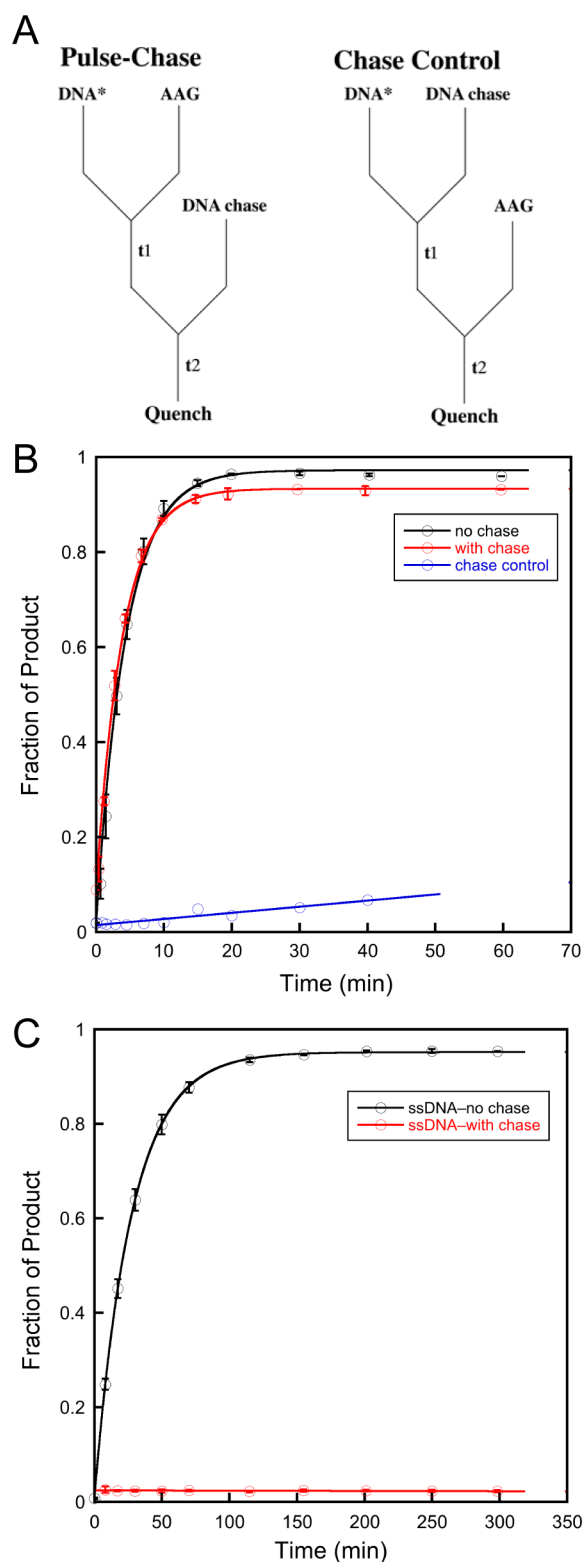 A
Pulse-Chase
Chase Control
DNA* AAG
DNA* DNA chase
DNA chase
AAG
t1
t1
t2
t2
Quench
Quench
B
1
0.8
0.6
0.4
0.2
0
Fraction of Product
no chase
with chase
chase control
0 10 20 30 40 50 60 70
Time (min)
C
1
0.8
0.6
0.4
0.2
0
Fraction of Product
ssDNA–no chase
ssDNA–with chase
0 50 100 150 200 250 300 350
Time (min)